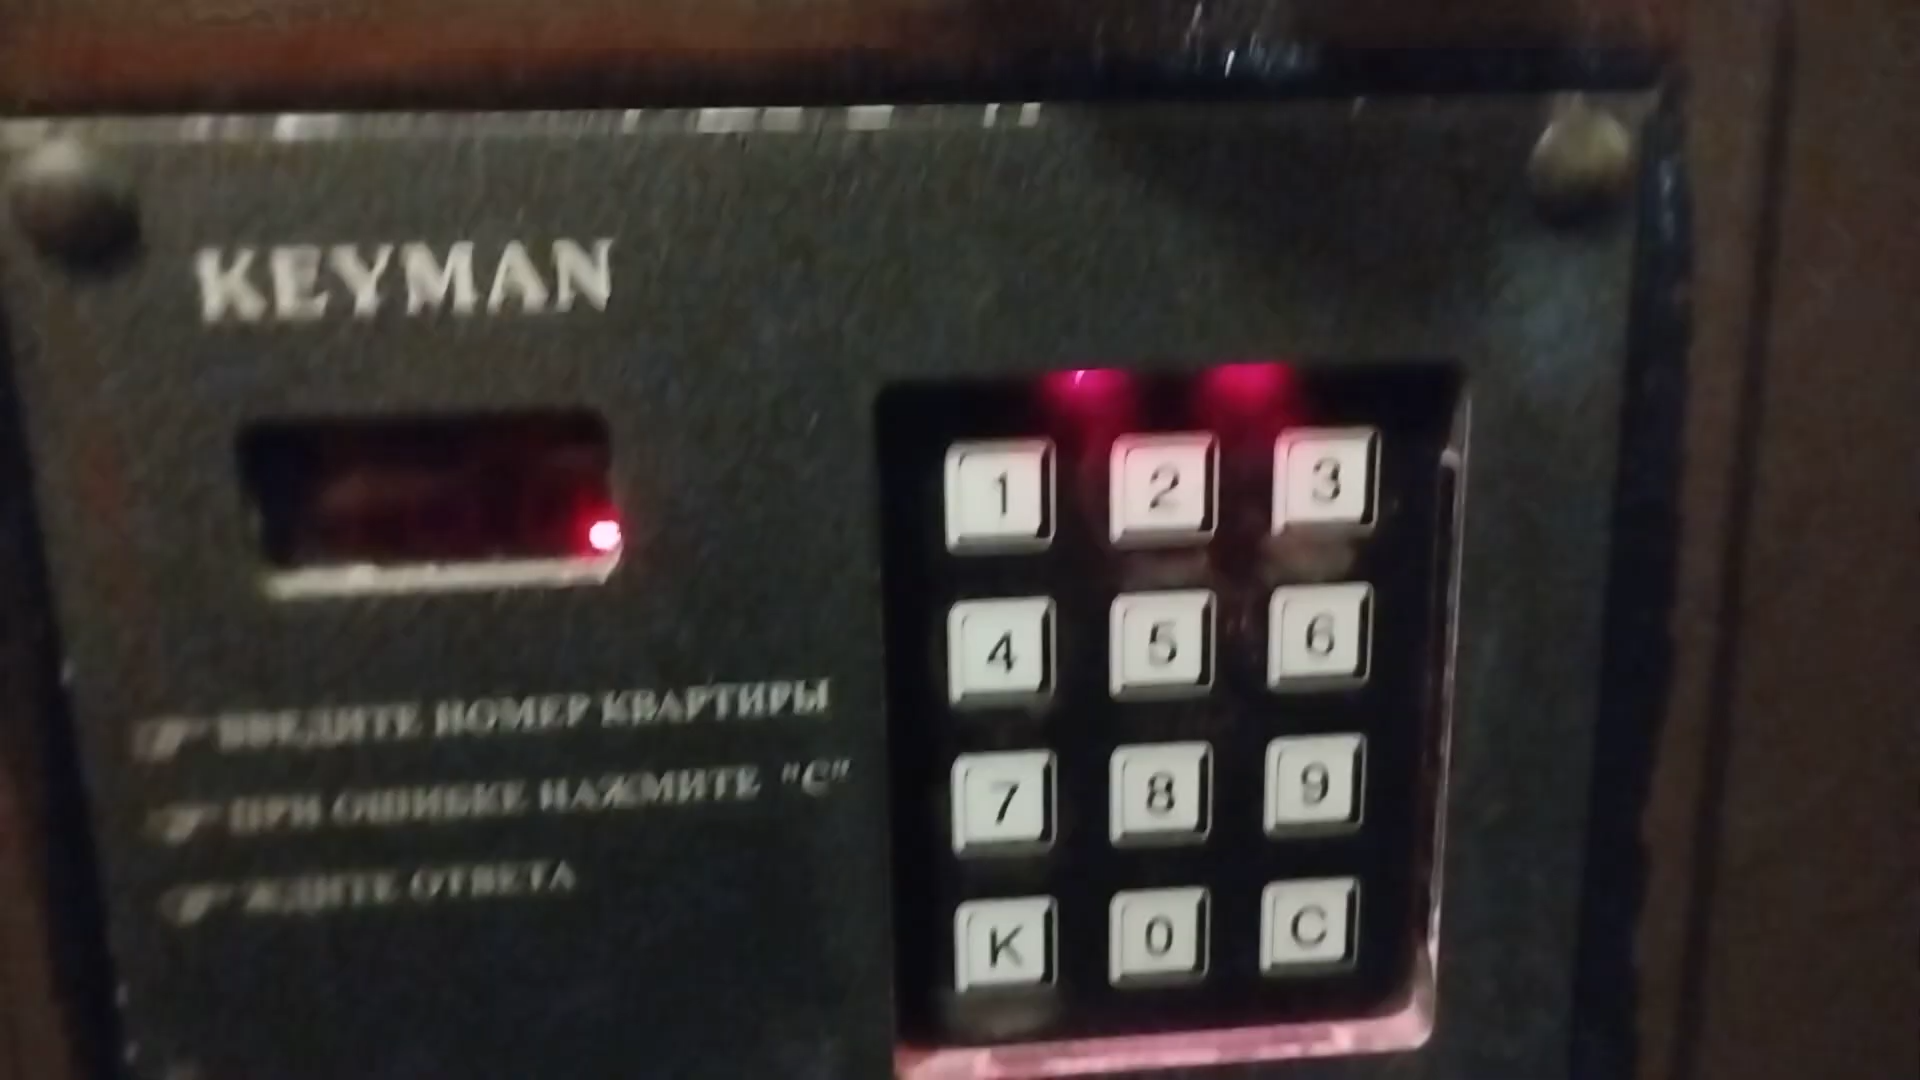 KEYMAN
ВВЕДИТЕ НОМЕР КВАРТИРЫ
ПРИ ОШИБКЕ НАЖМИТЕ "С"
ЖДИТЕ ОТВЕТА
1 2 3
4 5 6
7 8 9
K 0 C